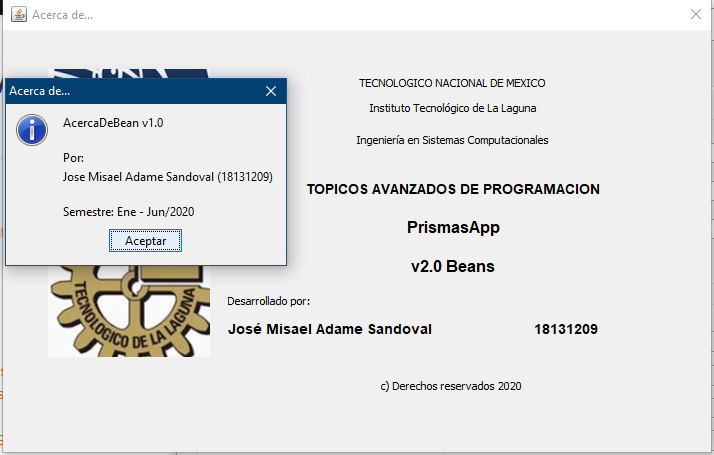 Acerca de...
Acerca de...
AcercaDeBean v1.0
Por:
Jose Misael Adame Sandoval (18131209)
Semestre: Ene - Jun/2020
Aceptar
TECNOLOGICO DE LA LAGUNA
TECNOLOGICO NACIONAL DE MEXICO
Instituto Tecnológico de La Laguna
Ingeniería en Sistemas Computacionales
TOPICOS AVANZADOS DE PROGRAMACION
PrismasApp
v2.0 Beans
Desarrollado por:
José Misael Adame Sandoval 18131209
c) Derechos reservados 2020